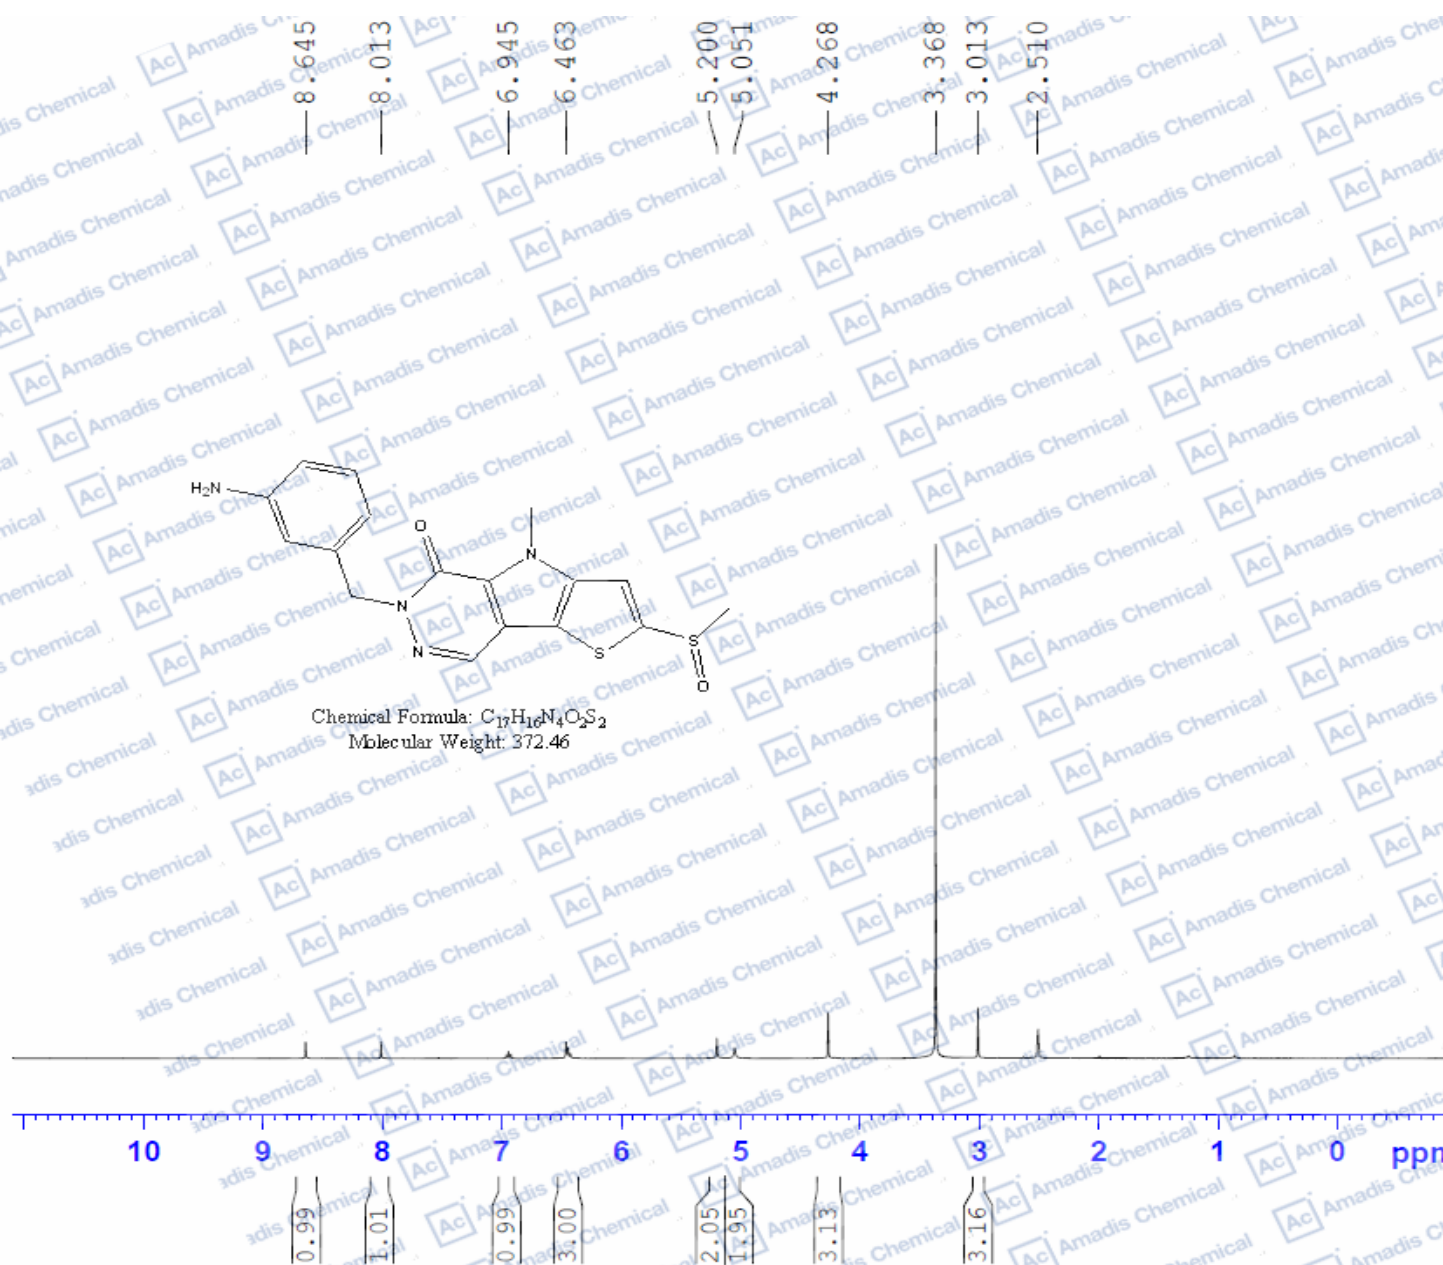 8.645
8.013
6.945
6.463
5.200
5.051
4.268
3.368
3.013
2.510
H₂N
O
N
N
N
S
S
O
Chemical Formula: C₁₇H₁₆N₄O₂S₂
Molecular Weight: 372.46
10 9 8 7 6 5 4 3 2 1 0 ppm
0.99
1.01
0.99
3.00
2.05
1.95
3.13
3.16
Ac Amadis Chemical